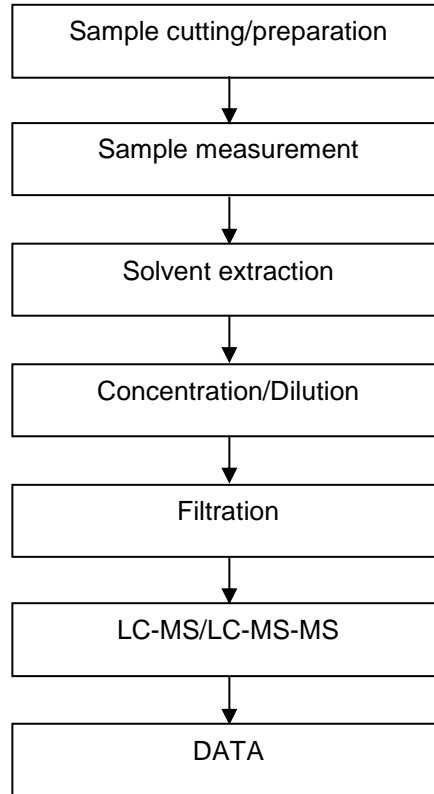 Sample cutting/preparation
Sample measurement
Solvent extraction
Concentration/Dilution
Filtration
LC-MS/LC-MS-MS
DATA